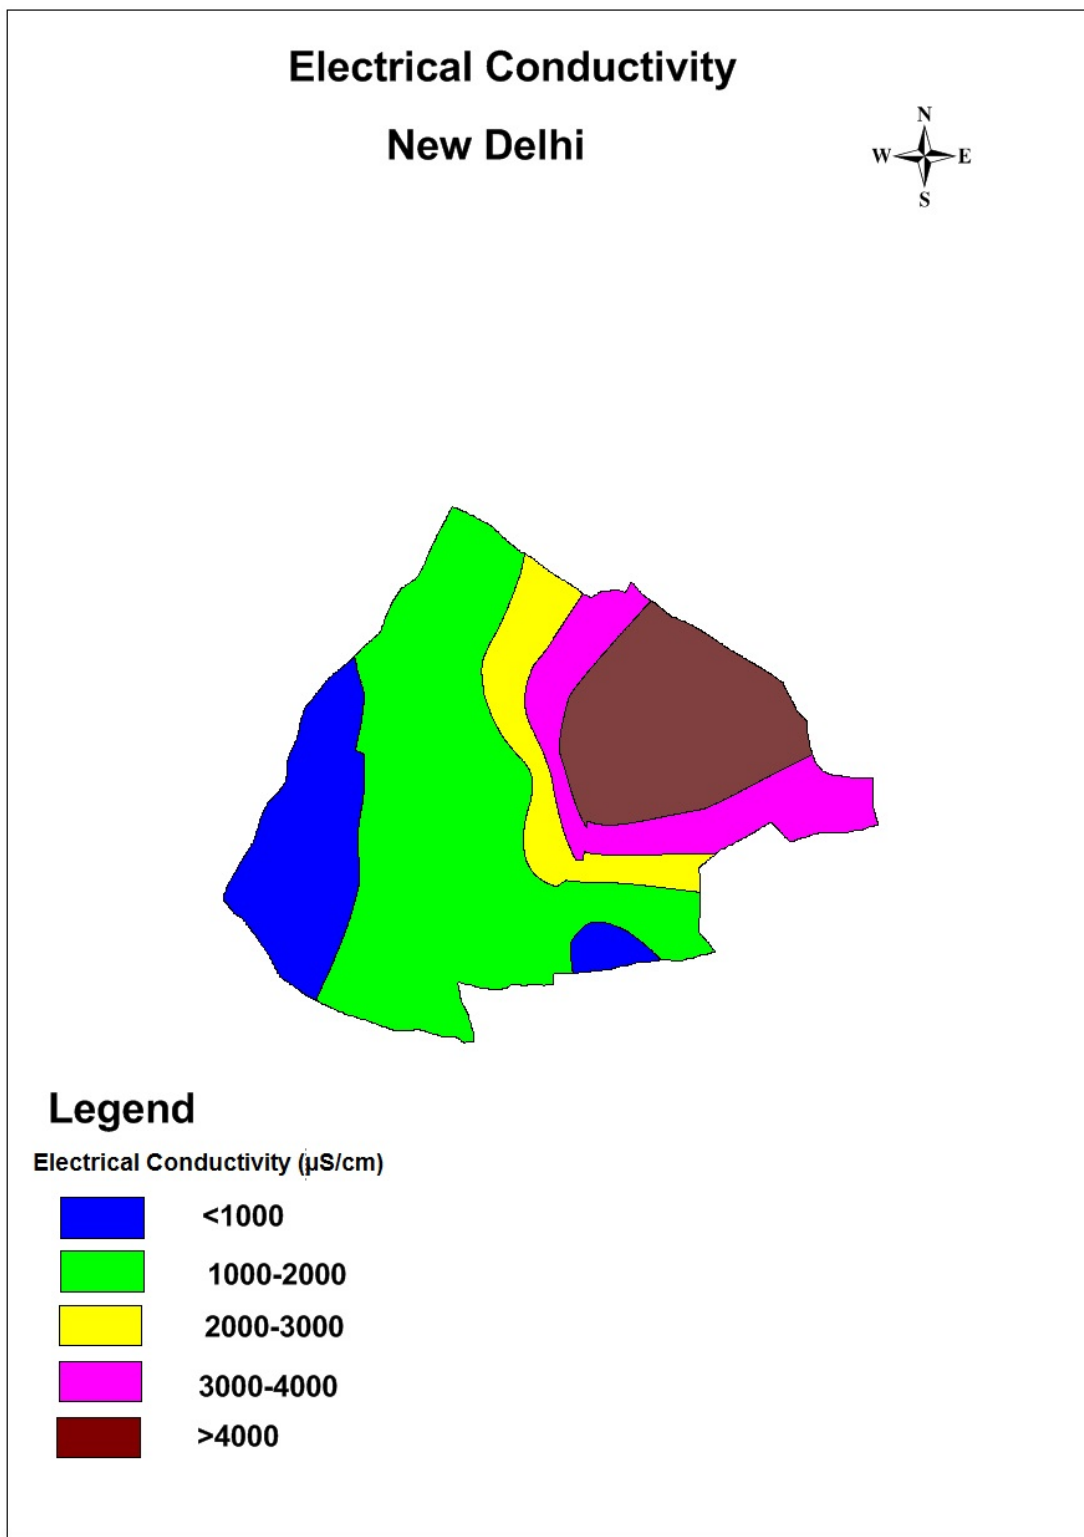 Electrical Conductivity
New Delhi
N
W E
S
Legend
Electrical Conductivity (µS/cm)
<1000
1000-2000
2000-3000
3000-4000
>4000